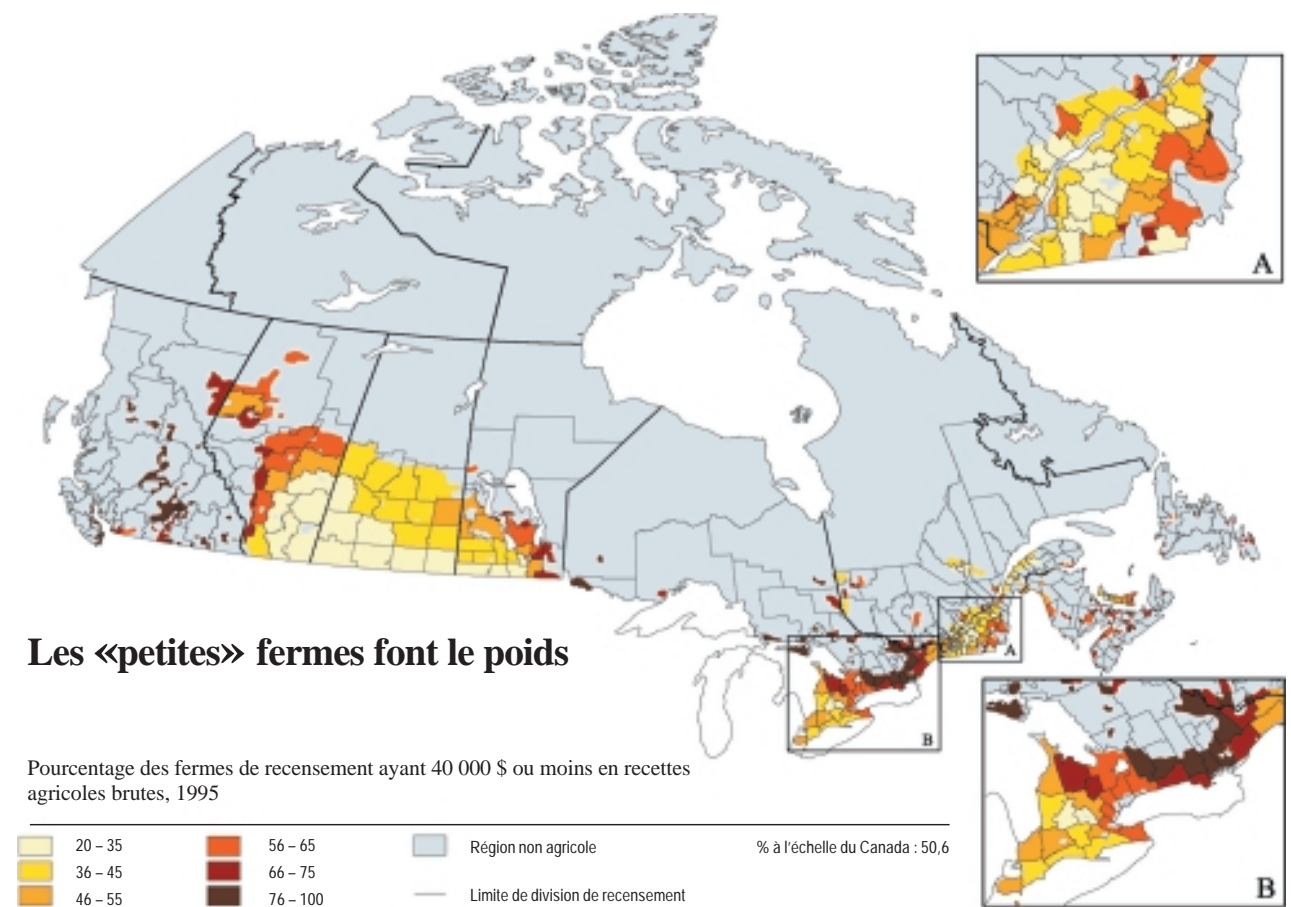 A
Les «petites» fermes font le poids
A
B
Pourcentage des fermes de recensement ayant 40 000 $ ou moins en recettes
agricoles brutes, 1995
20 – 35
36 – 45
46 – 55
56 – 65
66 – 75
76 – 100
Région non agricole
Limite de division de recensement
% à l'échelle du Canada : 50,6
B